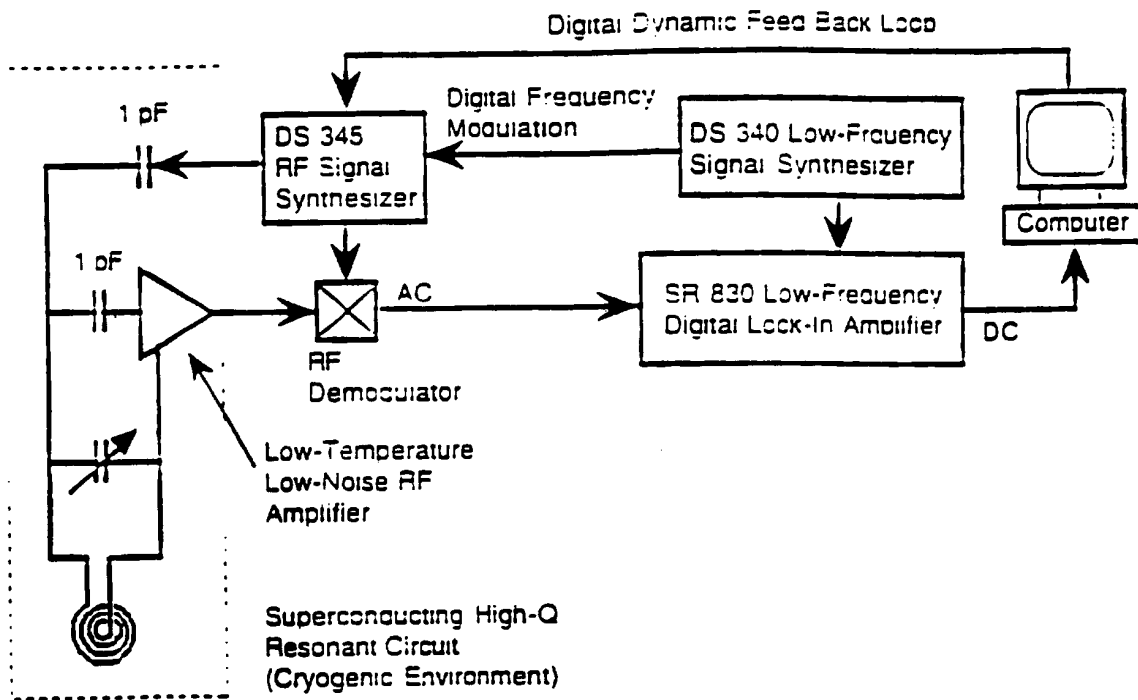 Digital Dynamic Feed Back Loop
1 pF
DS 345
RF Signal
Synthesizer
Digital Frequency
Modulation
DS 340 Low-Frauency
Signal Synthesizer
Computer
1 pF
AC
SR 830 Low-Frequency
Digital Lock-In Amplifier
DC
RF
Demodulator
Low-Temperature
Low-Noise RF
Amplifier
Superconducting High-Q
Resonant Circuit
(Cryogenic Environment)